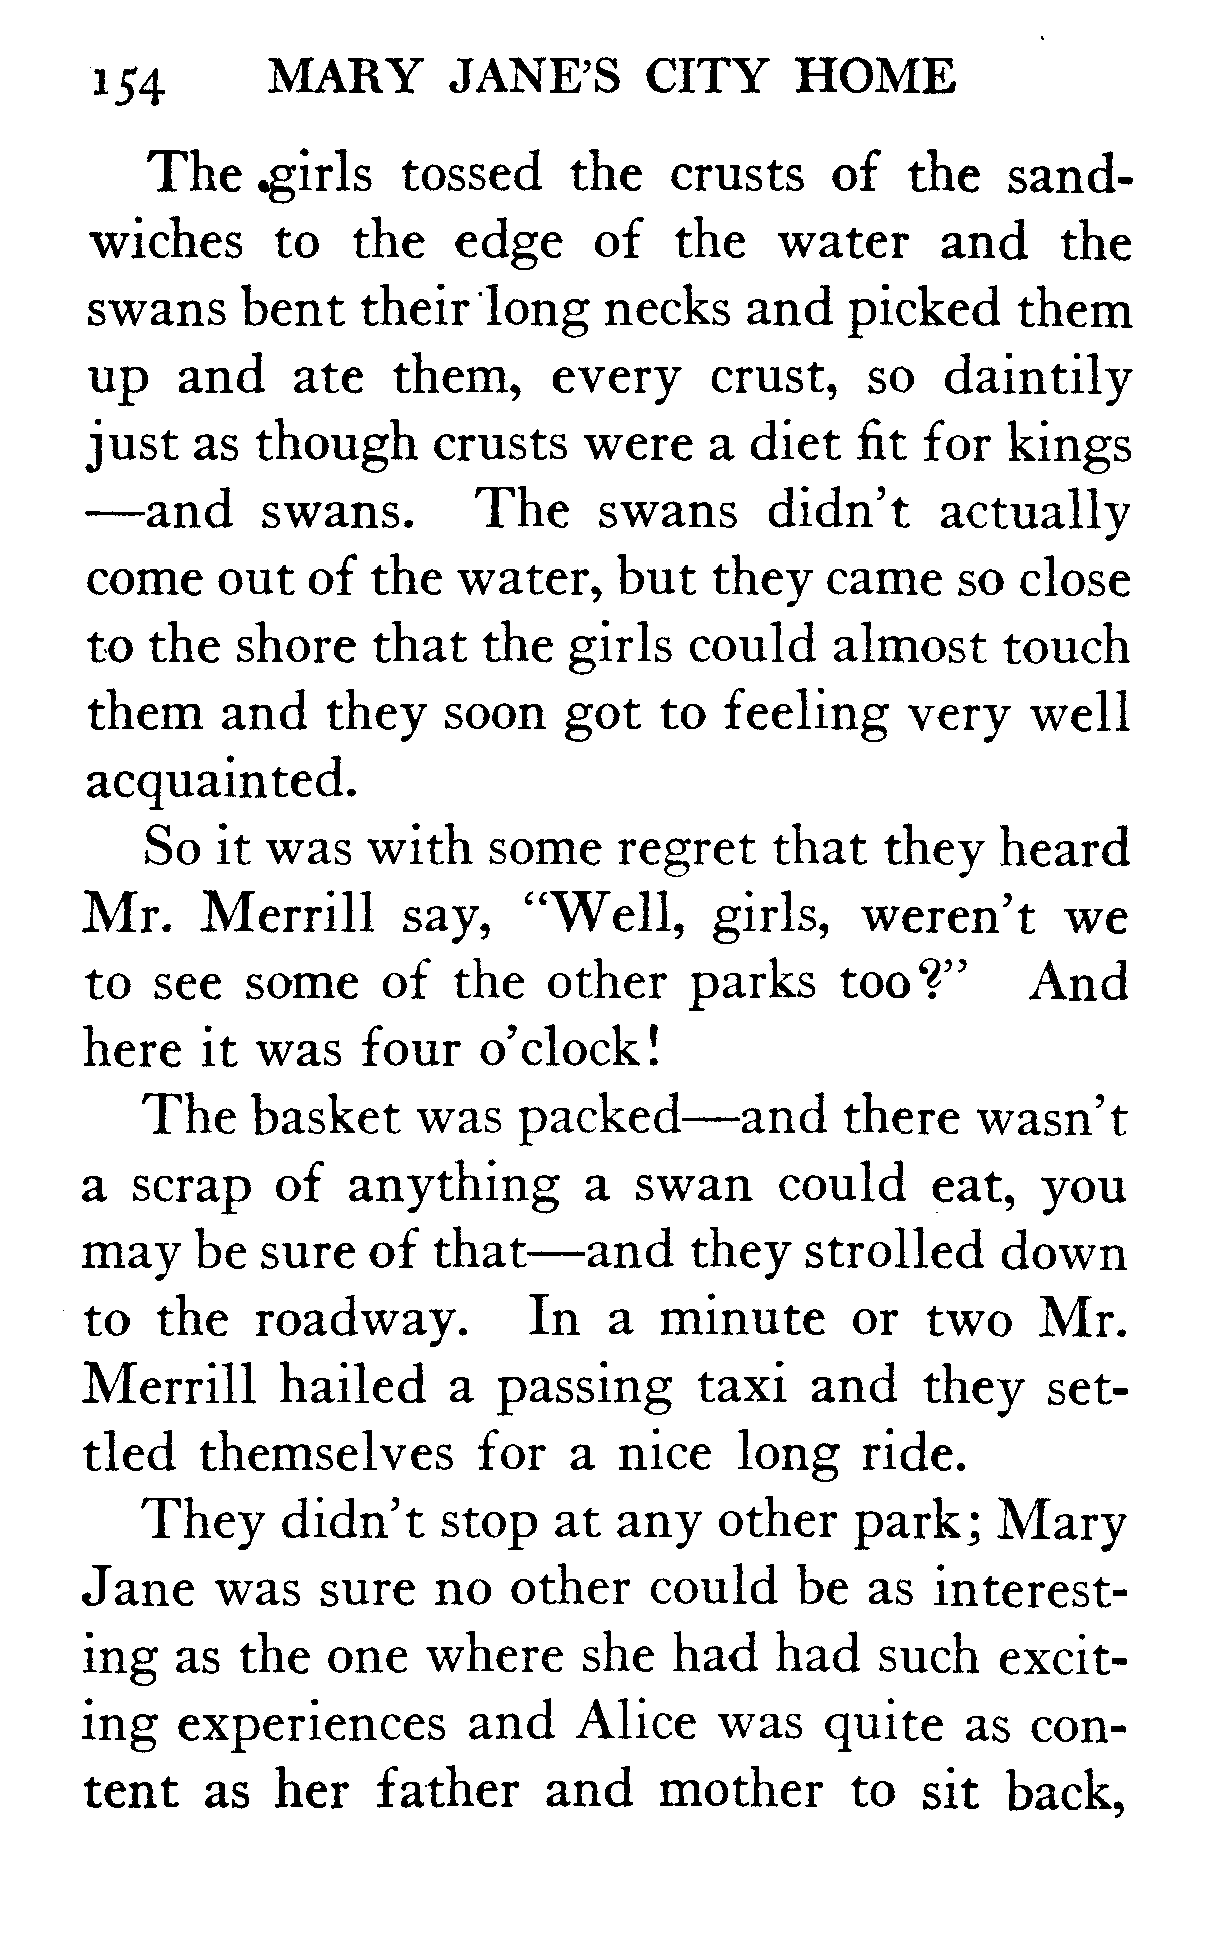 154 MARY JANE'S CITY HOME
The girls tossed the crusts of the sand-
wiches to the edge of the water and the
swans bent their long necks and picked them
up and ate them, every crust, so daintily
just as though crusts were a diet fit for kings
—and swans. The swans didn't actually
come out of the water, but they came so close
to the shore that the girls could almost touch
them and they soon got to feeling very well
acquainted.
So it was with some regret that they heard
Mr. Merrill say, "Well, girls, weren't we
to see some of the other parks too?" And
here it was four o'clock!
The basket was packed—and there wasn't
a scrap of anything a swan could eat, you
may be sure of that—and they strolled down
to the roadway. In a minute or two Mr.
Merrill hailed a passing taxi and they set-
tled themselves for a nice long ride.
They didn't stop at any other park; Mary
Jane was sure no other could be as interest-
ing as the one where she had had such excit-
ing experiences and Alice was quite as con-
tent as her father and mother to sit back,